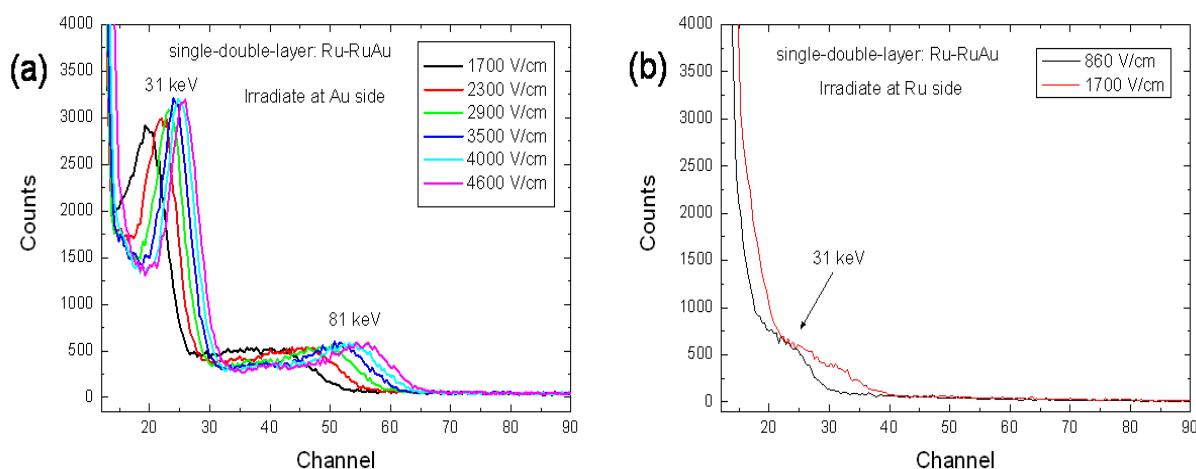 (a)
single-double-layer: Ru-RuAu
Irradiate at Au side
31 keV
81 keV
1700 V/cm
2300 V/cm
2900 V/cm
3500 V/cm
4000 V/cm
4600 V/cm
Counts
4000
3500
3000
2500
2000
1500
1000
500
0
20 30 40 50 60 70 80 90
Channel
(b)
single-double-layer: Ru-RuAu
Irradiate at Ru side
31 keV
860 V/cm
1700 V/cm
Counts
4000
3500
3000
2500
2000
1500
1000
500
0
20 30 40 50 60 70 80 90
Channel